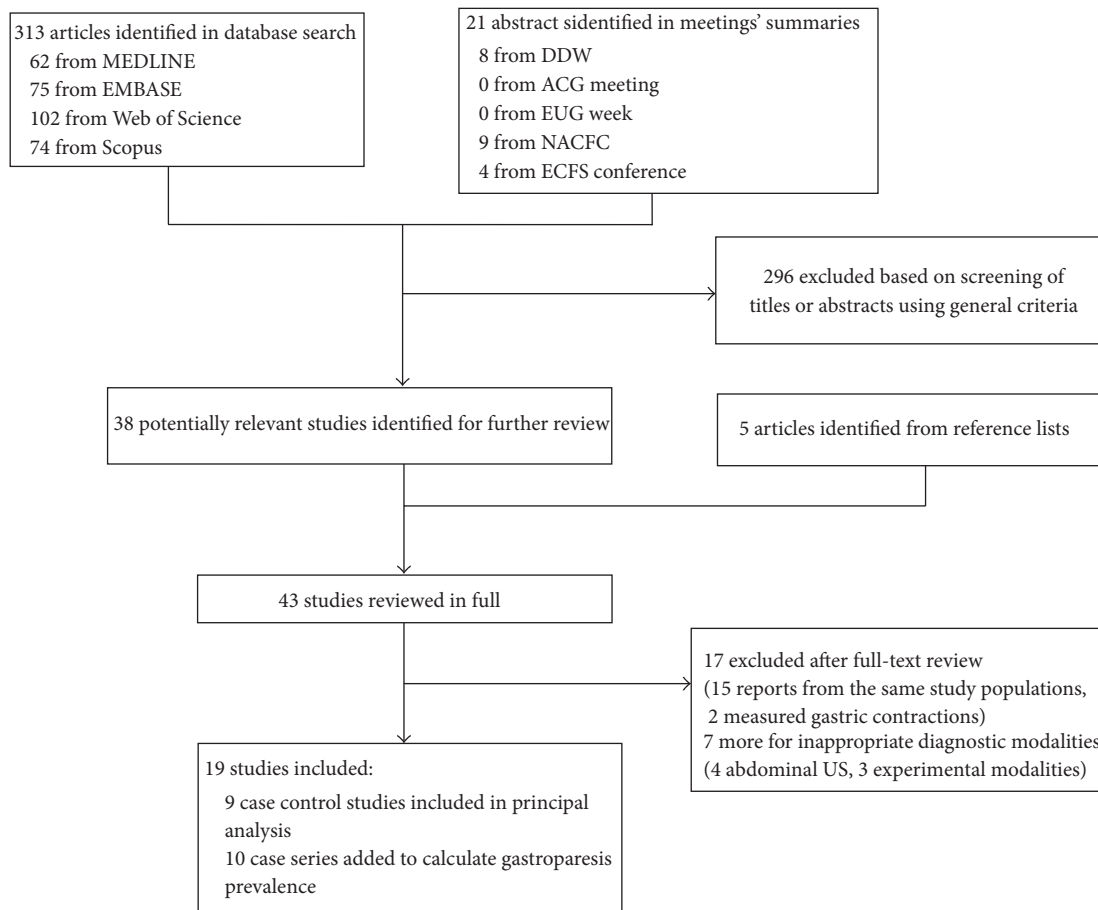 313 articles identified in database search
62 from MEDLINE
75 from EMBASE
102 from Web of Science
74 from Scopus
21 abstract sidentified in meetings’ summaries
8 from DDW
0 from ACG meeting
0 from EUG week
9 from NACFC
4 from ECFS conference
296 excluded based on screening of
titles or abstracts using general criteria
38 potentially relevant studies identified for further review
5 articles identified from reference lists
43 studies reviewed in full
17 excluded after full-text review
(15 reports from the same study populations,
2 measured gastric contractions)
7 more for inappropriate diagnostic modalities
(4 abdominal US, 3 experimental modalities)
19 studies included:
9 case control studies included in principal
analysis
10 case series added to calculate gastroparesis
prevalence